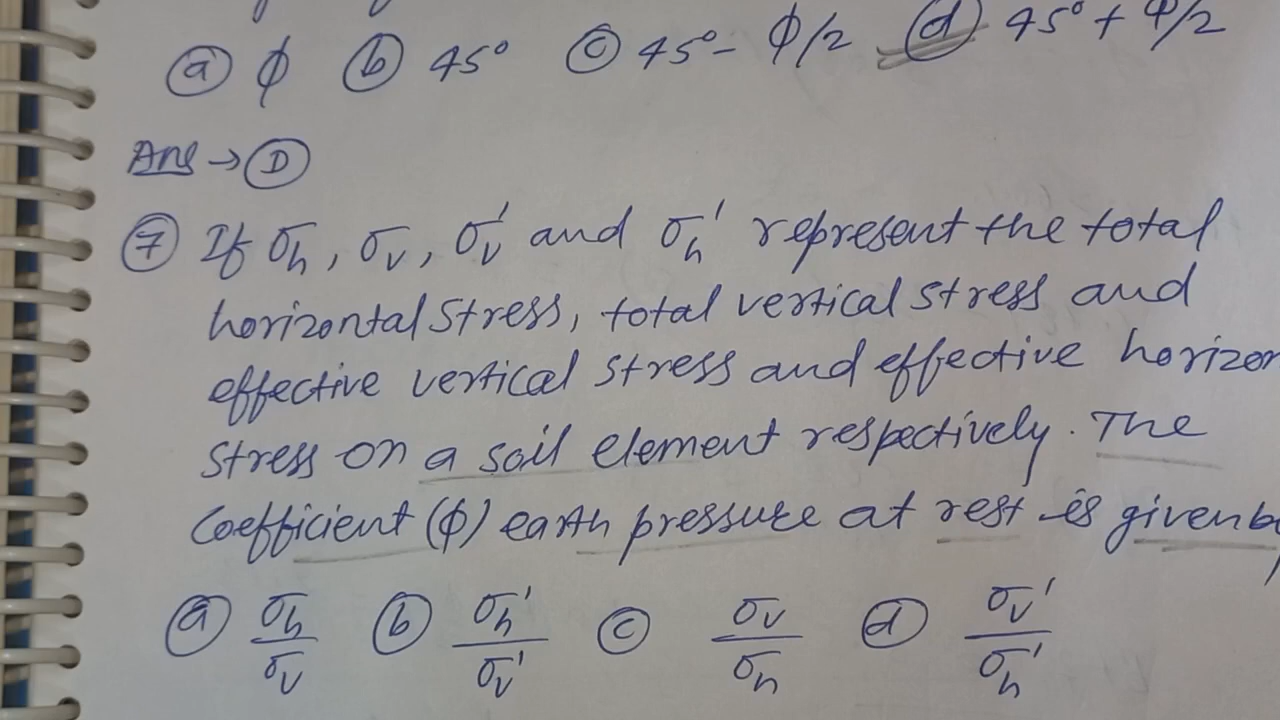 (a) ϕ (b) 45° (c) 45° - ϕ/2 (d) 45° + ϕ/2
Ans → (D)
(7) If σh, σv, σv' and σh' represent the total
horizontal stress, total vertical stress and
effective vertical stress and effective horizon
stress on a soil element respectively. The
Coefficient (ϕ) earth pressure at rest is given b
(a) σh/σv (b) σh'/σv' (c) σv/σh (d) σv'/σh'